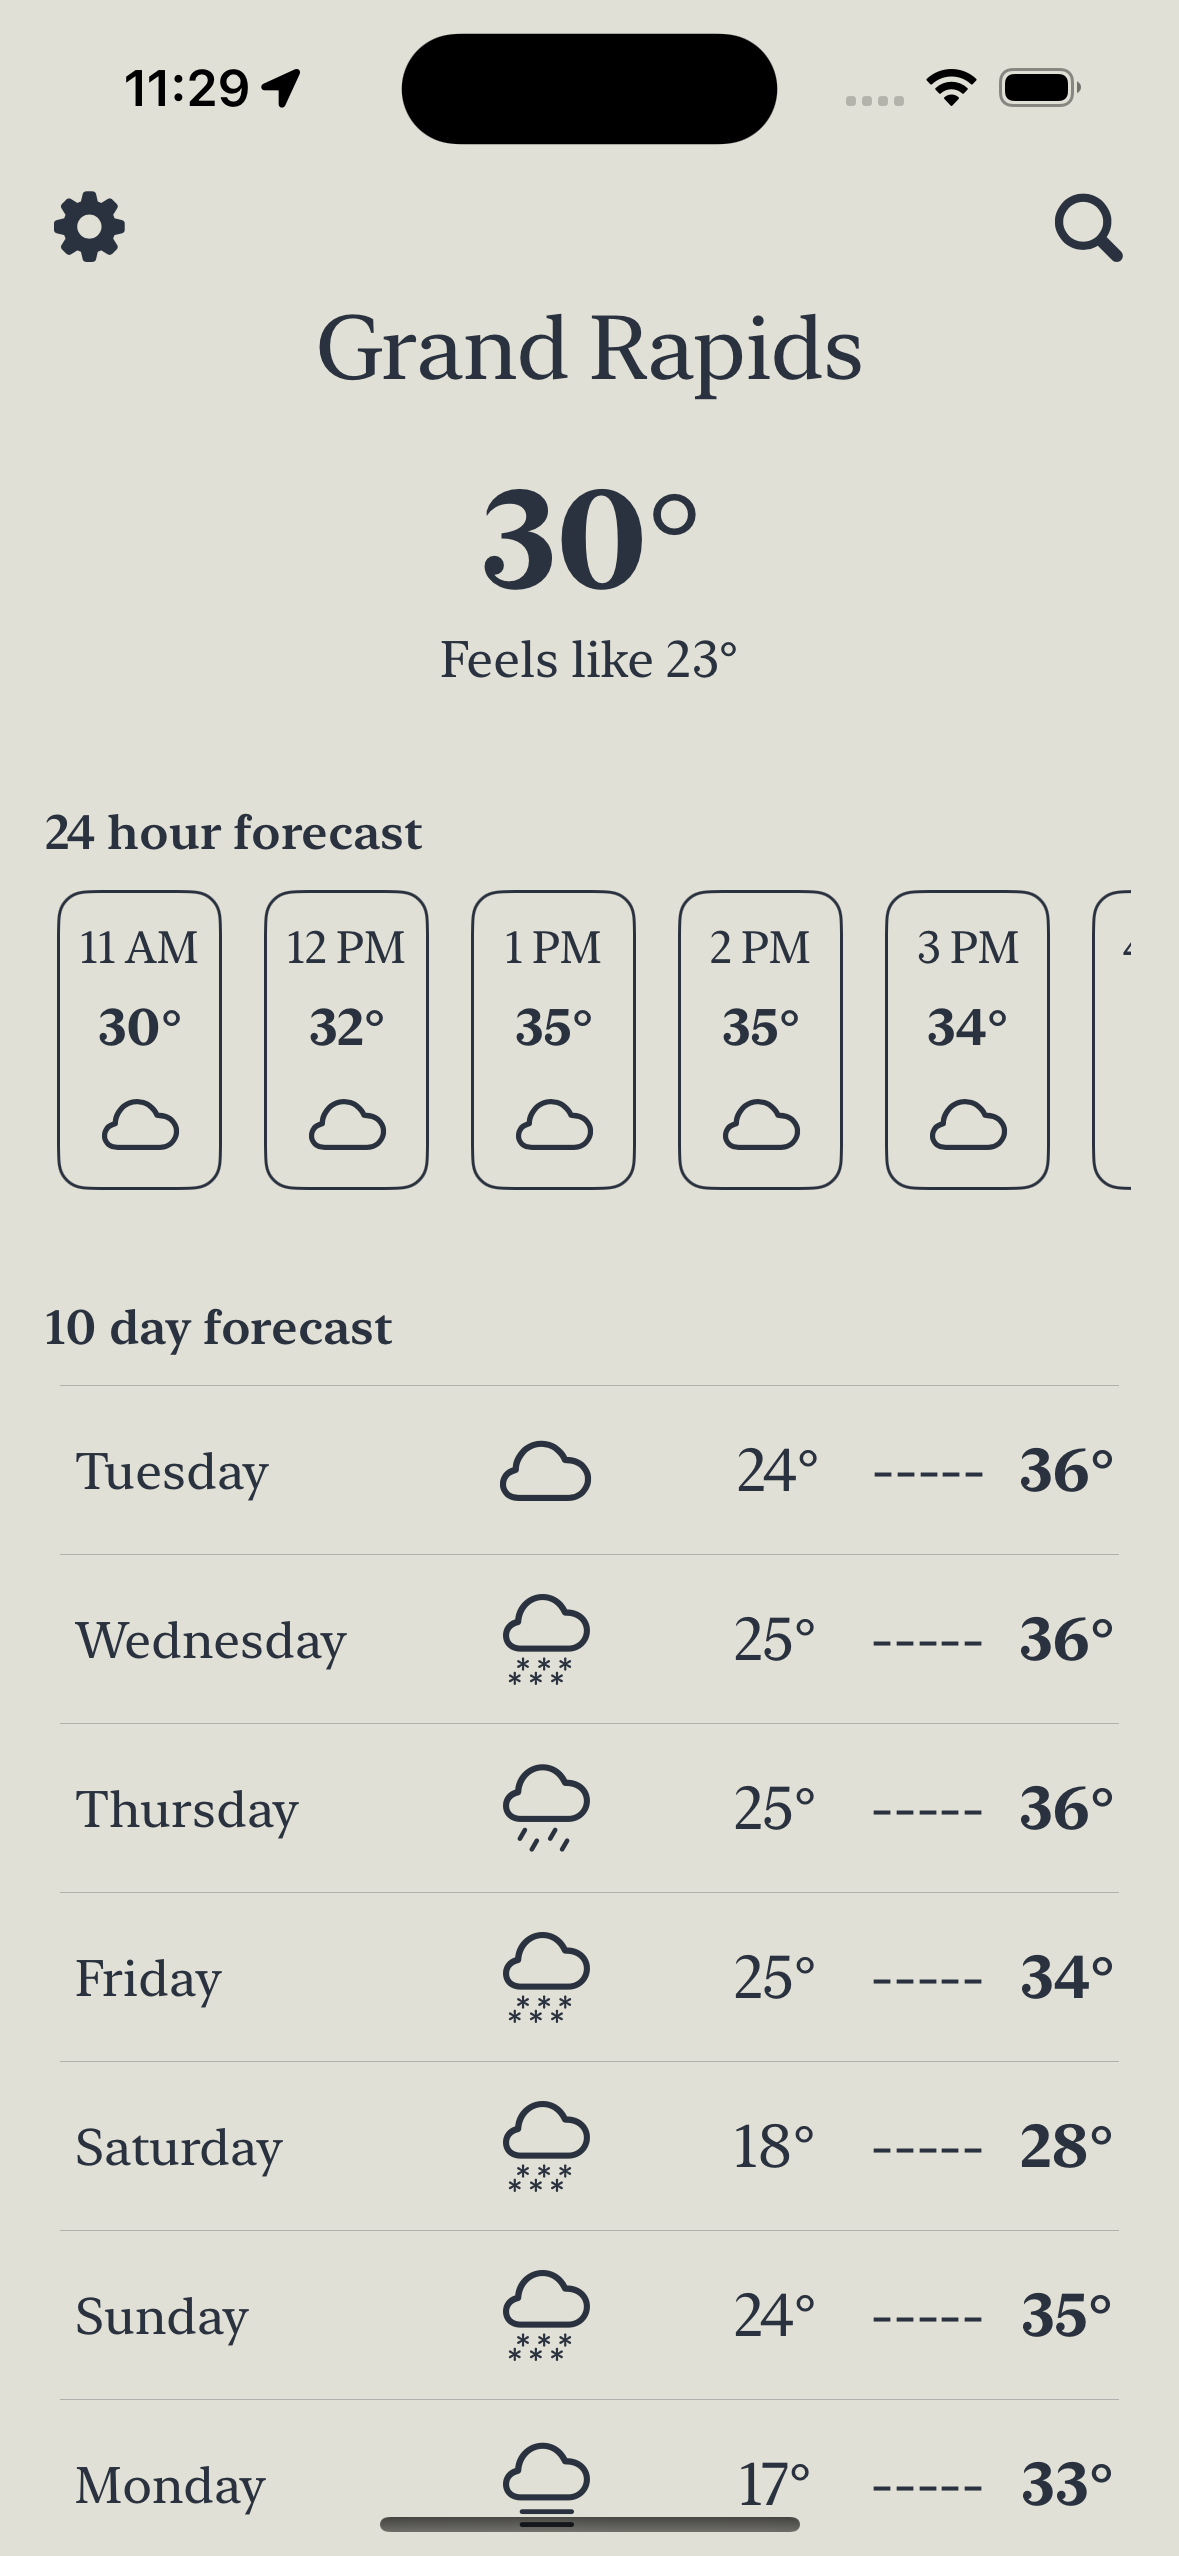 11:29
Grand Rapids
30°
Feels like 23°
24 hour forecast
11 AM 12 PM 1 PM 2 PM 3 PM
30° 32° 35° 35° 34°
10 day forecast
Tuesday 24° ----- 36°
Wednesday 25° ----- 36°
Thursday 25° ----- 36°
Friday 25° ----- 34°
Saturday 18° ----- 28°
Sunday 24° ----- 35°
Monday 17° ----- 33°